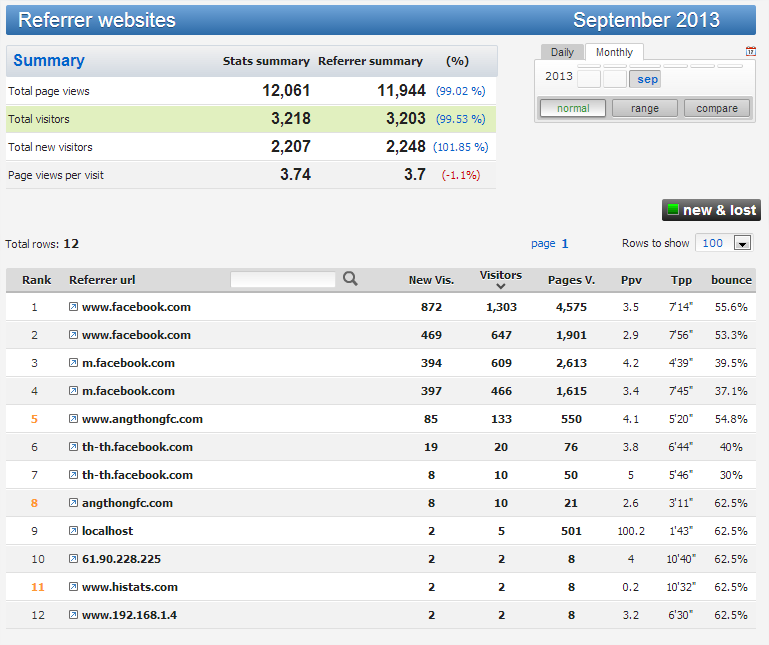 Referrer websites September 2013
Summary Stats summary Referrer summary (%)
Total page views 12,061 11,944 (99.02 %)
Total visitors 3,218 3,203 (99.53 %)
Total new visitors 2,207 2,248 (101.85 %)
Page views per visit 3.74 3.7 (-1.1%)
Daily Monthly 12
2013 sep
normal range compare
new & lost
Total rows: 12 page 1 Rows to show 100
Rank Referrer url New Vis. Visitors Pages V. Ppv Tpp bounce
1 www.facebook.com 872 1,303 4,575 3.5 7'14" 55.6%
2 www.facebook.com 469 647 1,901 2.9 7'56" 53.3%
3 m.facebook.com 394 609 2,613 4.2 4'39" 39.5%
4 m.facebook.com 397 466 1,615 3.4 7'45" 37.1%
5 www.angthongfc.com 85 133 550 4.1 5'20" 54.8%
6 th-th.facebook.com 19 20 76 3.8 6'44" 40%
7 th-th.facebook.com 8 10 50 5 5'46" 30%
8 angthongfc.com 8 10 21 2.6 3'11" 62.5%
9 localhost 2 5 501 100.2 1'43" 62.5%
10 61.90.228.225 2 2 8 4 10'40" 62.5%
11 www.histats.com 2 2 8 0.2 10'32" 62.5%
12 www.192.168.1.4 2 2 8 3.2 6'30" 62.5%